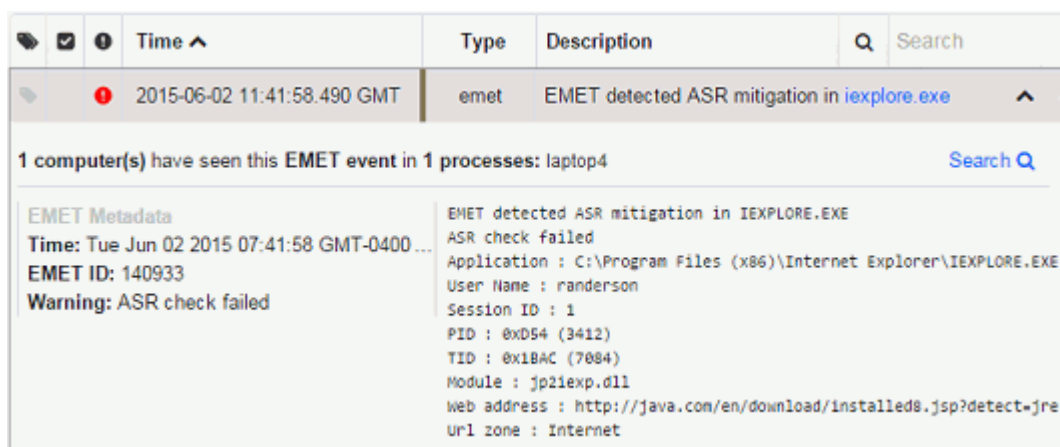 Time Type Description Search
2015-06-02 11:41:58.490 GMT emet EMET detected ASR mitigation in iexplore.exe
1 computer(s) have seen this EMET event in 1 processes: laptop4 Search
EMET Metadata
Time: Tue Jun 02 2015 07:41:58 GMT-0400 ...
EMET ID: 140933
Warning: ASR check failed
EMET detected ASR mitigation in IEXPLORE.EXE
ASR check failed
Application : C:\Program Files (x86)\Internet Explorer\IEXPLORE.EXE
User Name : randerson
Session ID : 1
PID : 0xD54 (3412)
TID : 0x1BAC (7084)
Module : jp2iexp.dll
Web address : http://java.com/en/download/installed8.jsp?detect=jre
Url zone : Internet